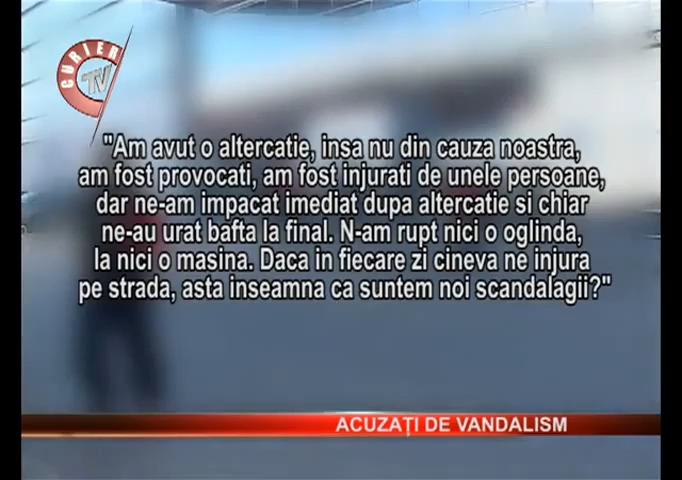 CURIER
TV
"Am avut o altercatie, insa nu din cauza noastra,
am fost provocati, am fost injurati de unele persoane,
dar ne-am impacat imediat dupa altercatie si chiar
ne-au urat bafta la final. N-am rupt nici o oglinda,
la nici o masina. Daca in fiecare zi cineva ne injura
pe strada, asta inseamna ca suntem noi scandalagii?"
ACUZAȚI DE VANDALISM